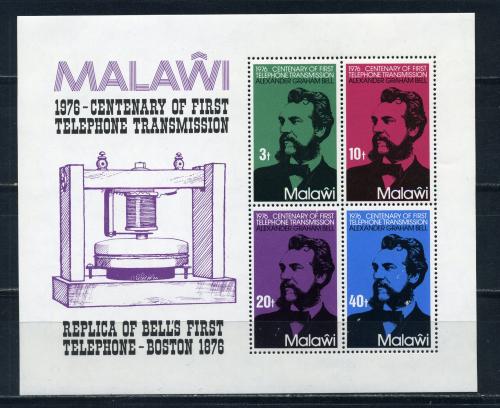 MALAŴI
1976 - CENTENARY OF FIRST
TELEPHONE TRANSMISSION
REPLICA OF BELL'S FIRST
TELEPHONE - BOSTON 1876
1976 CENTENARY OF FIRST
TELEPHONE TRANSMISSION
ALEXANDER GRAHAM BELL
3t
Malaŵi
1976 CENTENARY OF FIRST
TELEPHONE TRANSMISSION
ALEXANDER GRAHAM BELL
10t
Malaŵi
1976 CENTENARY OF FIRST
TELEPHONE TRANSMISSION
ALEXANDER GRAHAM BELL
20t
Malaŵi
1976 CENTENARY OF FIRST
TELEPHONE TRANSMISSION
ALEXANDER GRAHAM BELL
40t
Malaŵi